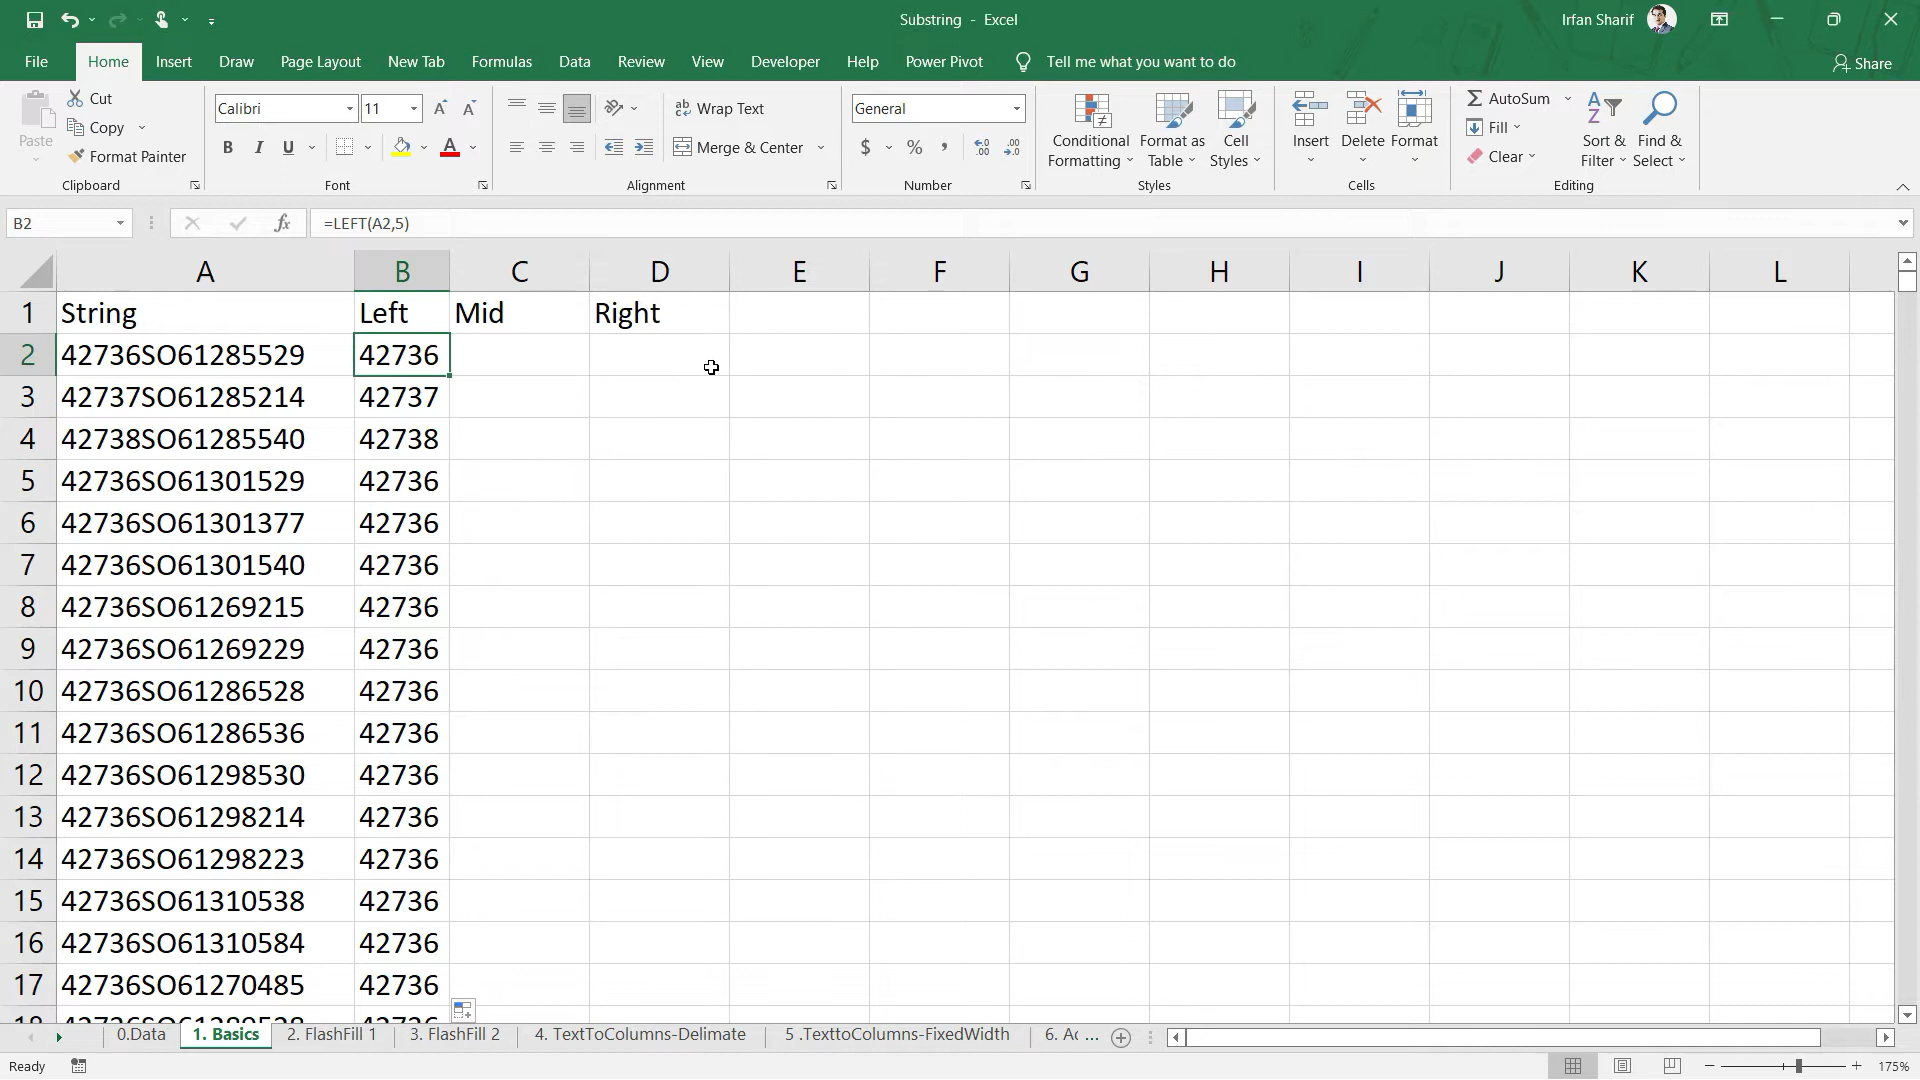 Substring - Excel
Irfan Sharif
File Home Insert Draw Page Layout New Tab Formulas Data Review View Developer Help Power Pivot Tell me what you want to do Share
Paste
Cut
Copy
Format Painter
Clipboard
Calibri 11
B I U A
Font
Wrap Text
Merge & Center
Alignment
General
$ % ,
Number
Conditional Formatting
Format as Table
Cell Styles
Styles
Insert Delete Format
Cells
AutoSum
Fill
Clear
Sort & Filter
Find & Select
Editing
B2 fx =LEFT(A2,5)
A B C D E F G H I J K L
1 String Left Mid Right
2 42736SO61285529 42736
3 42737SO61285214 42737
4 42738SO61285540 42738
5 42736SO61301529 42736
6 42736SO61301377 42736
7 42736SO61301540 42736
8 42736SO61269215 42736
9 42736SO61269229 42736
10 42736SO61286528 42736
11 42736SO61286536 42736
12 42736SO61298530 42736
13 42736SO61298214 42736
14 42736SO61298223 42736
15 42736SO61310538 42736
16 42736SO61310584 42736
17 42736SO61270485 42736
0.Data 1. Basics 2. FlashFill 1 3. FlashFill 2 4. TextToColumns-Delimate 5 .TexttoColumns-FixedWidth 6. Ac ...
Ready 175%